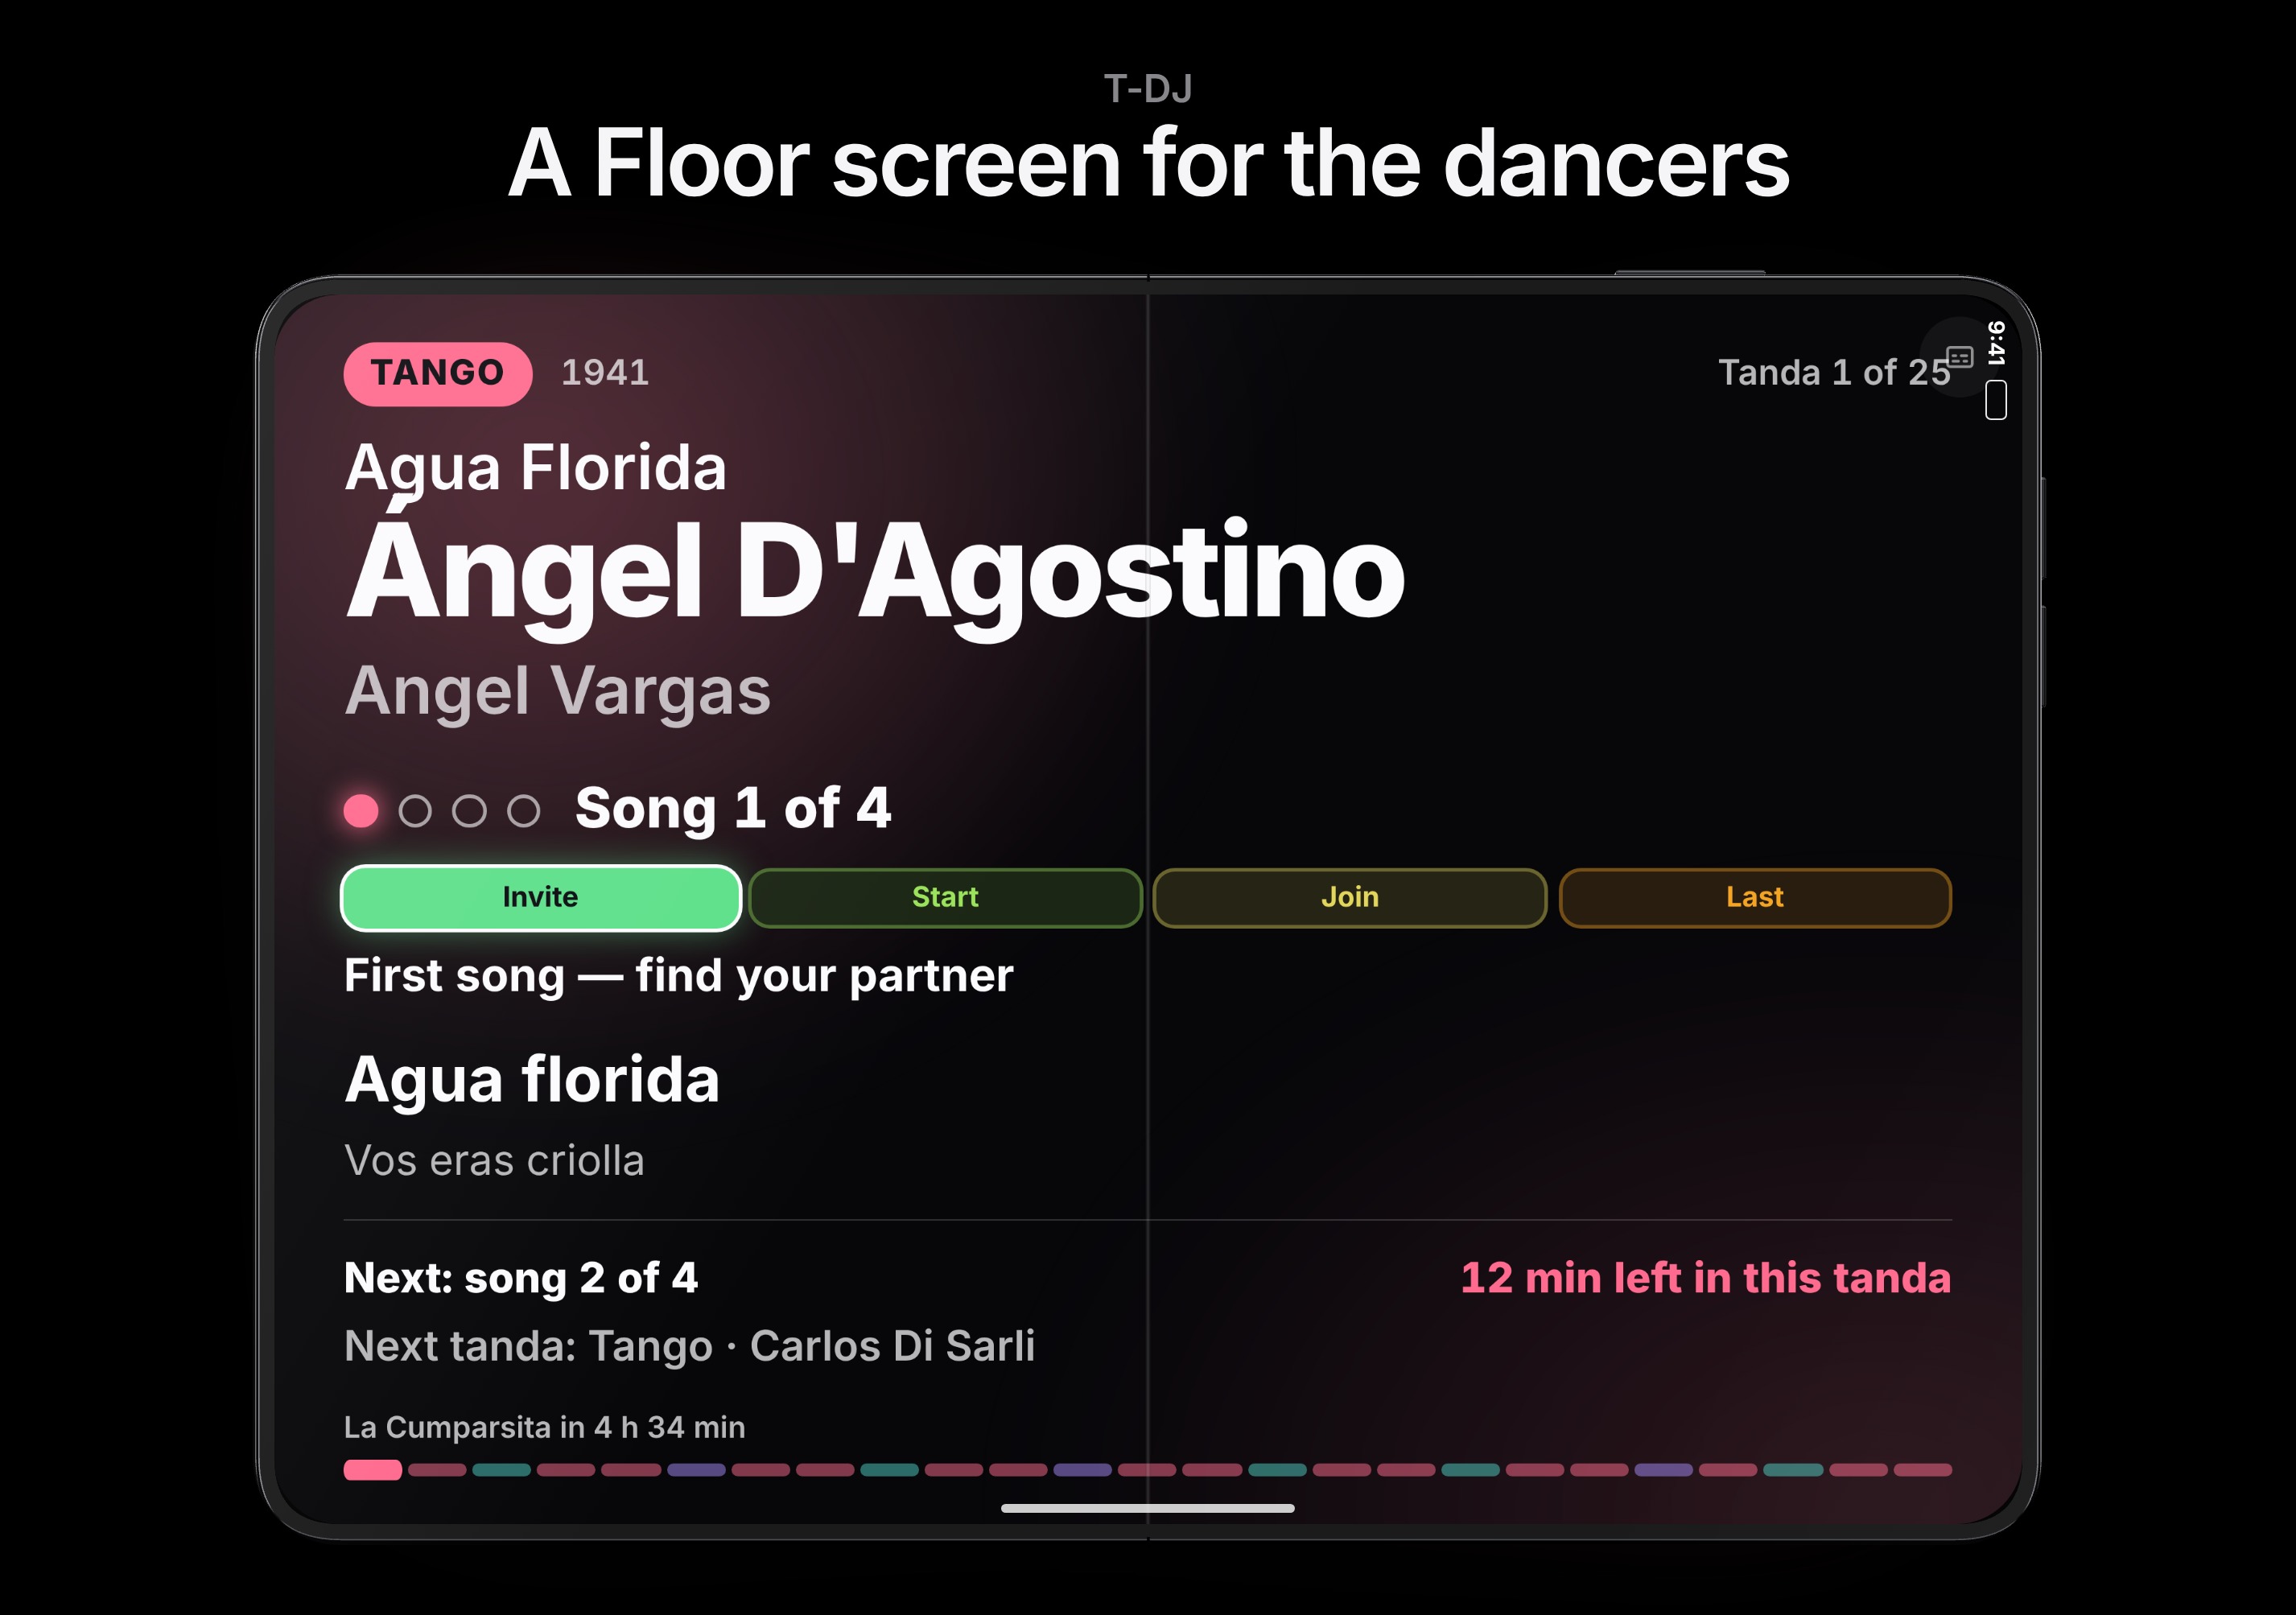 T-DJ
A Floor screen for the dancers
TANGO 1941
Tanda 1 of 25
9:41
Agua Florida
Ángel D'Agostino
Angel Vargas
Song 1 of 4
Invite Start Join Last
First song — find your partner
Agua florida
Vos eras criolla
Next: song 2 of 4
12 min left in this tanda
Next tanda: Tango · Carlos Di Sarli
La Cumparsita in 4 h 34 min